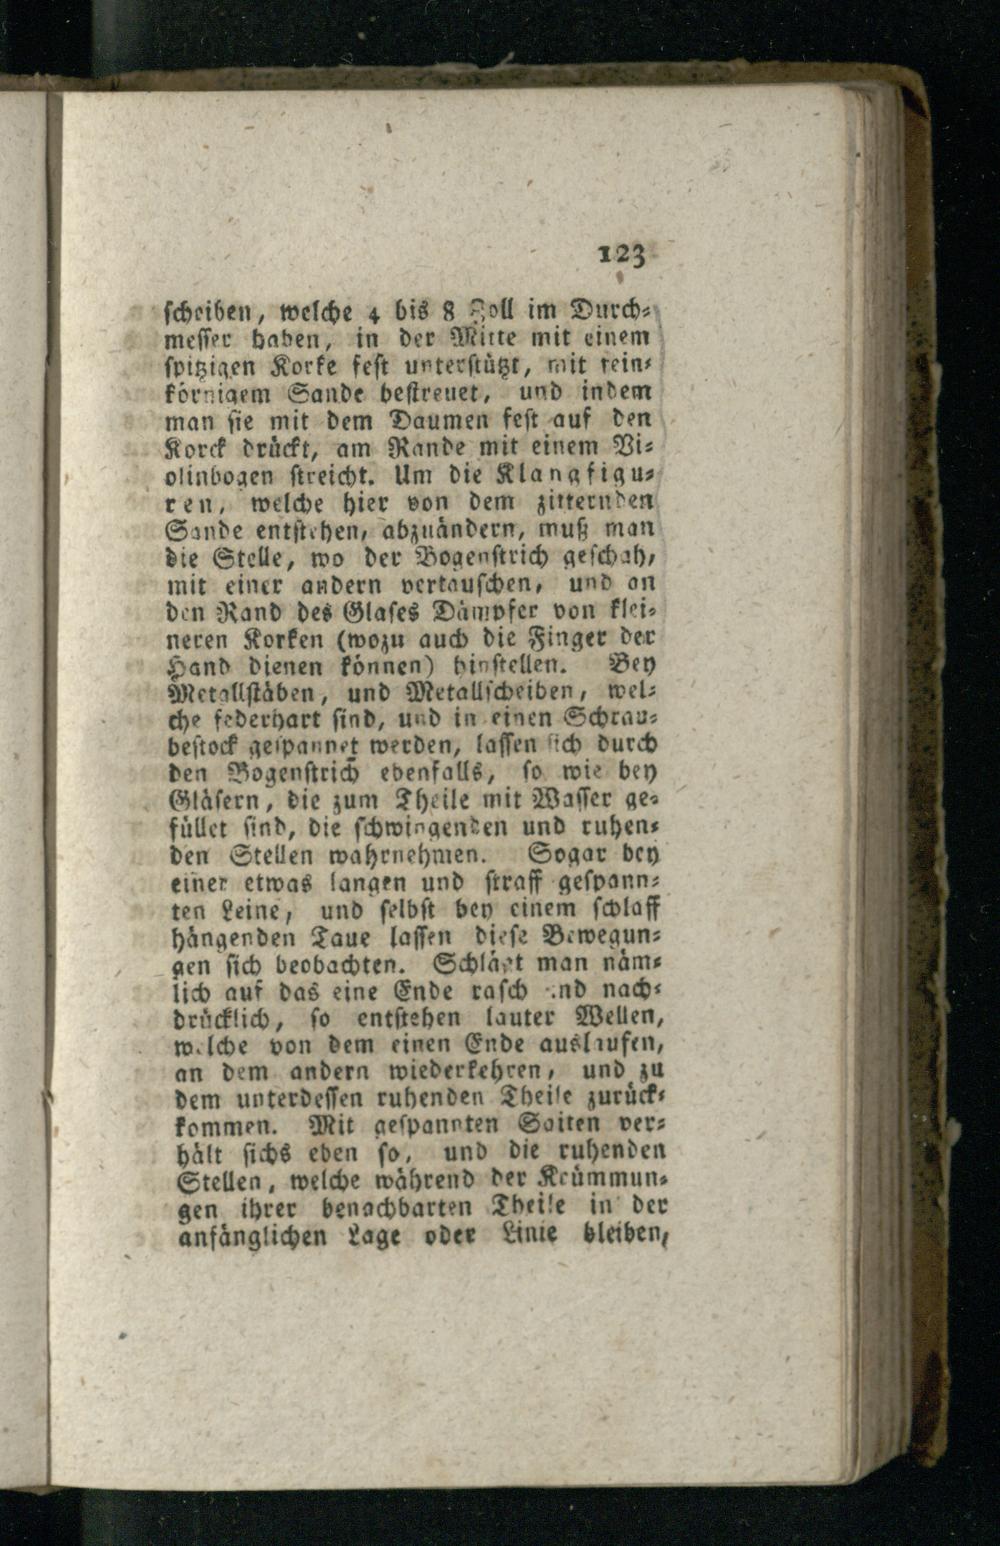 123
scheiben, welche 4 bis 8 Zoll im Durch-
messer haben, in der Mitte mit einem
spitzigen Korke fest unterstützt, mit rein-
körnigem Sande bestreuet, und indem
man sie mit dem Daumen fest auf den
Korck drückt, am Rande mit einem Vi-
olinbogen streicht. Um die Klangfigu-
ren, welche hier von dem zitternden
Sande entstehen, abzuändern, muß man
die Stelle, wo der Bogenstrich geschah,
mit einer andern vertauschen, und an
den Rand des Glases Dämpfer von klei-
neren Korken (wozu auch die Finger der
Hand dienen können) hinstellen. Bey
Metallstäben, und Metallscheiben, wel-
che federhart sind, und in einen Schrau-
bestock gespannet werden, lassen sich durch
den Bogenstrich ebenfalls, so wie bey
Gläsern, die zum Theile mit Wasser ge-
füllet sind, die schwingenden und ruhen-
den Stellen wahrnehmen. Sogar bey
einer etwas langen und straff gespann-
ten Leine, und selbst bey einem schlaff
hängenden Taue lassen diese Bewegun-
gen sich beobachten. Schlägt man näm-
lich auf das eine Ende rasch und nach-
drücklich, so entstehen lauter Wellen,
welche von dem einen Ende auslaufen,
an dem andern wiederkehren, und zu
dem unterdessen ruhenden Theile zurück-
kommen. Mit gespannten Saiten ver-
hält sichs eben so, und die ruhenden
Stellen, welche während der Krümmun-
gen ihrer benachbarten Theile in der
anfänglichen Lage oder Linie bleiben,